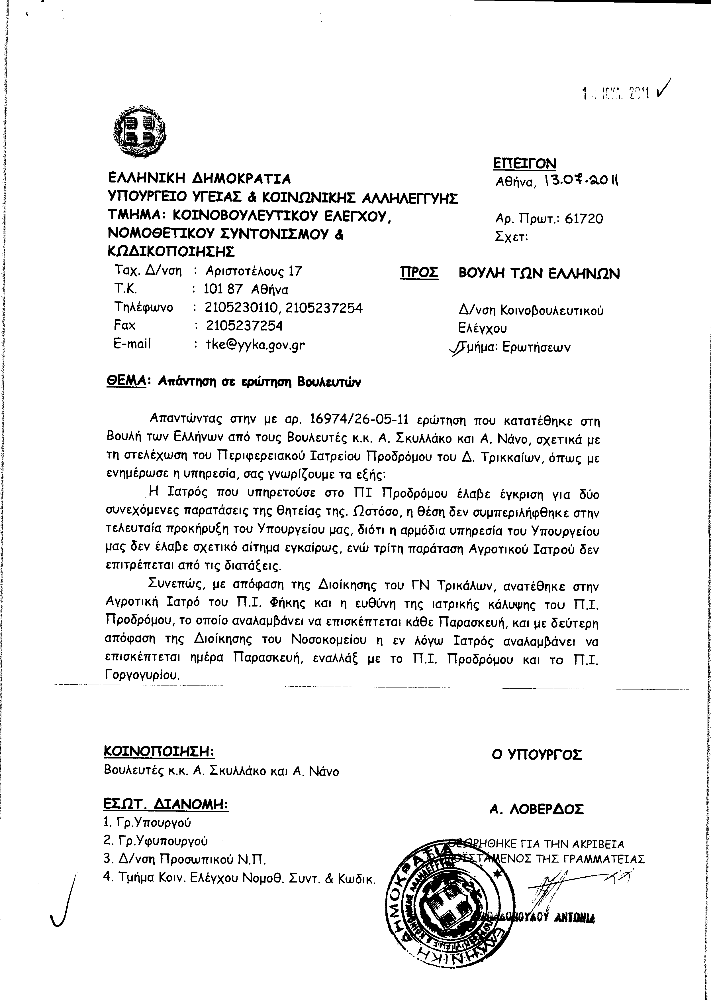 ΙΟΥΛ. 2011
ΕΠΕΙΓΟΝ
Αθήνα, 13.07.2011
ΕΛΛΗΝΙΚΗ ΔΗΜΟΚΡΑΤΙΑ
ΥΠΟΥΡΓΕΙΟ ΥΓΕΙΑΣ & ΚΟΙΝΩΝΙΚΗΣ ΑΛΛΗΛΕΓΓΥΗΣ
ΤΜΗΜΑ: ΚΟΙΝΟΒΟΥΛΕΥΤΙΚΟΥ ΕΛΕΓΧΟΥ,
ΝΟΜΟΘΕΤΙΚΟΥ ΣΥΝΤΟΝΙΣΜΟΥ &
ΚΩΔΙΚΟΠΟΙΗΣΗΣ
Αρ. Πρωτ.: 61720
Σχετ:
Ταχ. Δ/νση : Αριστοτέλους 17
Τ.Κ. : 101 87 Αθήνα
Τηλέφωνο : 2105230110, 2105237254
Fax : 2105237254
E-mail : tke@yyka.gov.gr
ΠΡΟΣ ΒΟΥΛΗ ΤΩΝ ΕΛΛΗΝΩΝ
Δ/νση Κοινοβουλευτικού
Ελέγχου
Τμήμα: Ερωτήσεων
ΘΕΜΑ: Απάντηση σε ερώτηση Βουλευτών
Απαντώντας στην με αρ. 16974/26-05-11 ερώτηση που κατατέθηκε στη
Βουλή των Ελλήνων από τους Βουλευτές κ.κ. Α. Σκυλλάκο και Α. Νάνο, σχετικά με
τη στελέχωση του Περιφερειακού Ιατρείου Προδρόμου του Δ. Τρικκαίων, όπως με
ενημέρωσε η υπηρεσία, σας γνωρίζουμε τα εξής:
Η Ιατρός που υπηρετούσε στο ΠΙ Προδρόμου έλαβε έγκριση για δύο
συνεχόμενες παρατάσεις της θητείας της. Ωστόσο, η θέση δεν συμπεριλήφθηκε στην
τελευταία προκήρυξη του Υπουργείου μας, διότι η αρμόδια υπηρεσία του Υπουργείου
μας δεν έλαβε σχετικό αίτημα εγκαίρως, ενώ τρίτη παράταση Αγροτικού Ιατρού δεν
επιτρέπεται από τις διατάξεις.
Συνεπώς, με απόφαση της Διοίκησης του ΓΝ Τρικάλων, ανατέθηκε στην
Αγροτική Ιατρό του Π.Ι. Φήκης και η ευθύνη της ιατρικής κάλυψης του Π.Ι.
Προδρόμου, το οποίο αναλαμβάνει να επισκέπτεται κάθε Παρασκευή, και με δεύτερη
απόφαση της Διοίκησης του Νοσοκομείου η εν λόγω Ιατρός αναλαμβάνει να
επισκέπτεται ημέρα Παρασκευή, εναλλάξ με το Π.Ι. Προδρόμου και το Π.Ι.
Γοργογυρίου.
ΚΟΙΝΟΠΟΙΗΣΗ:
Βουλευτές κ.κ. Α. Σκυλλάκο και Α. Νάνο
Ο ΥΠΟΥΡΓΟΣ
Α. ΛΟΒΕΡΔΟΣ
ΕΣΩΤ. ΔΙΑΝΟΜΗ:
1. Γρ.Υπουργού
2. Γρ.Υφυπουργού
3. Δ/νση Προσωπικού Ν.Π.
4. Τμήμα Κοιν. Ελέγχου Νομοθ. Συντ. & Κωδικ.
ΘΕΩΡΗΘΗΚΕ ΓΙΑ ΤΗΝ ΑΚΡΙΒΕΙΑ
ΠΡΟΪΣΤΑΜΕΝΟΣ ΤΗΣ ΓΡΑΜΜΑΤΕΙΑΣ
ΠΑΠΑΔΟΠΟΥΛΟΥ ΑΝΤΩΝΙΑ
ΕΛΛΗΝΙΚΗ ΔΗΜΟΚΡΑΤΙΑ